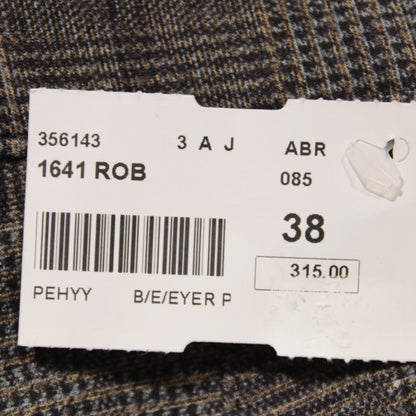 356143 3 A J ABR
1641 ROB 085
38
315.00
PEHYY B/E/EYER P